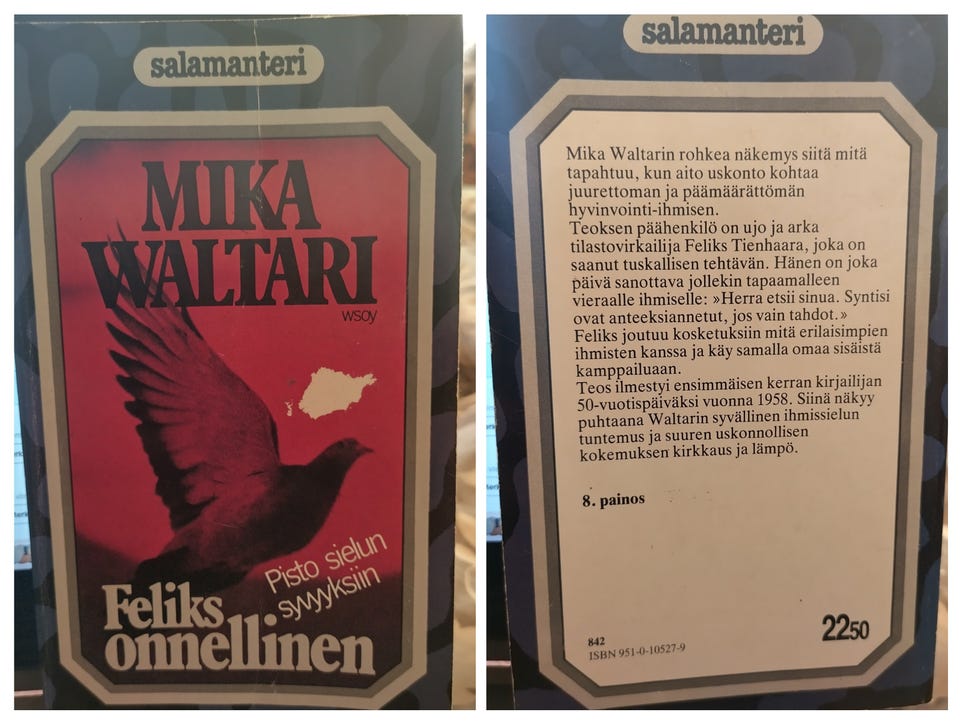 salamanteri
MIKA
WALTARI
wsoy
Pisto sielun
syvyyksiin
Feliks
onnellinen
salamanteri
Mika Waltarin rohkea näkemys siitä mitä
tapahtuu, kun aito uskonto kohtaa
juurettoman ja päämäärättömän
hyvinvointi-ihmisen.
Teoksen päähenkilö on ujo ja arka
tilastovirkailija Feliks Tienhaara, joka on
saanut tuskallisen tehtävän. Hänen on joka
päivä sanottava jollekin tapaamalleen
vieraalle ihmiselle: »Herra etsii sinua. Syntisi
ovat anteeksiannetut, jos vain tahdot.»
Feliks joutuu kosketuksiin mitä erilaisimpien
ihmisten kanssa ja käy samalla omaa sisäistä
kamppailuaan.
Teos ilmestyi ensimmäisen kerran kirjailijan
50-vuotispäiväksi vuonna 1958. Siinä näkyy
puhtaana Waltarin syvällinen ihmissielun
tuntemus ja suuren uskonnollisen
kokemuksen kirkkaus ja lämpö.
8. painos
842
ISBN 951-0-10527-9
2250